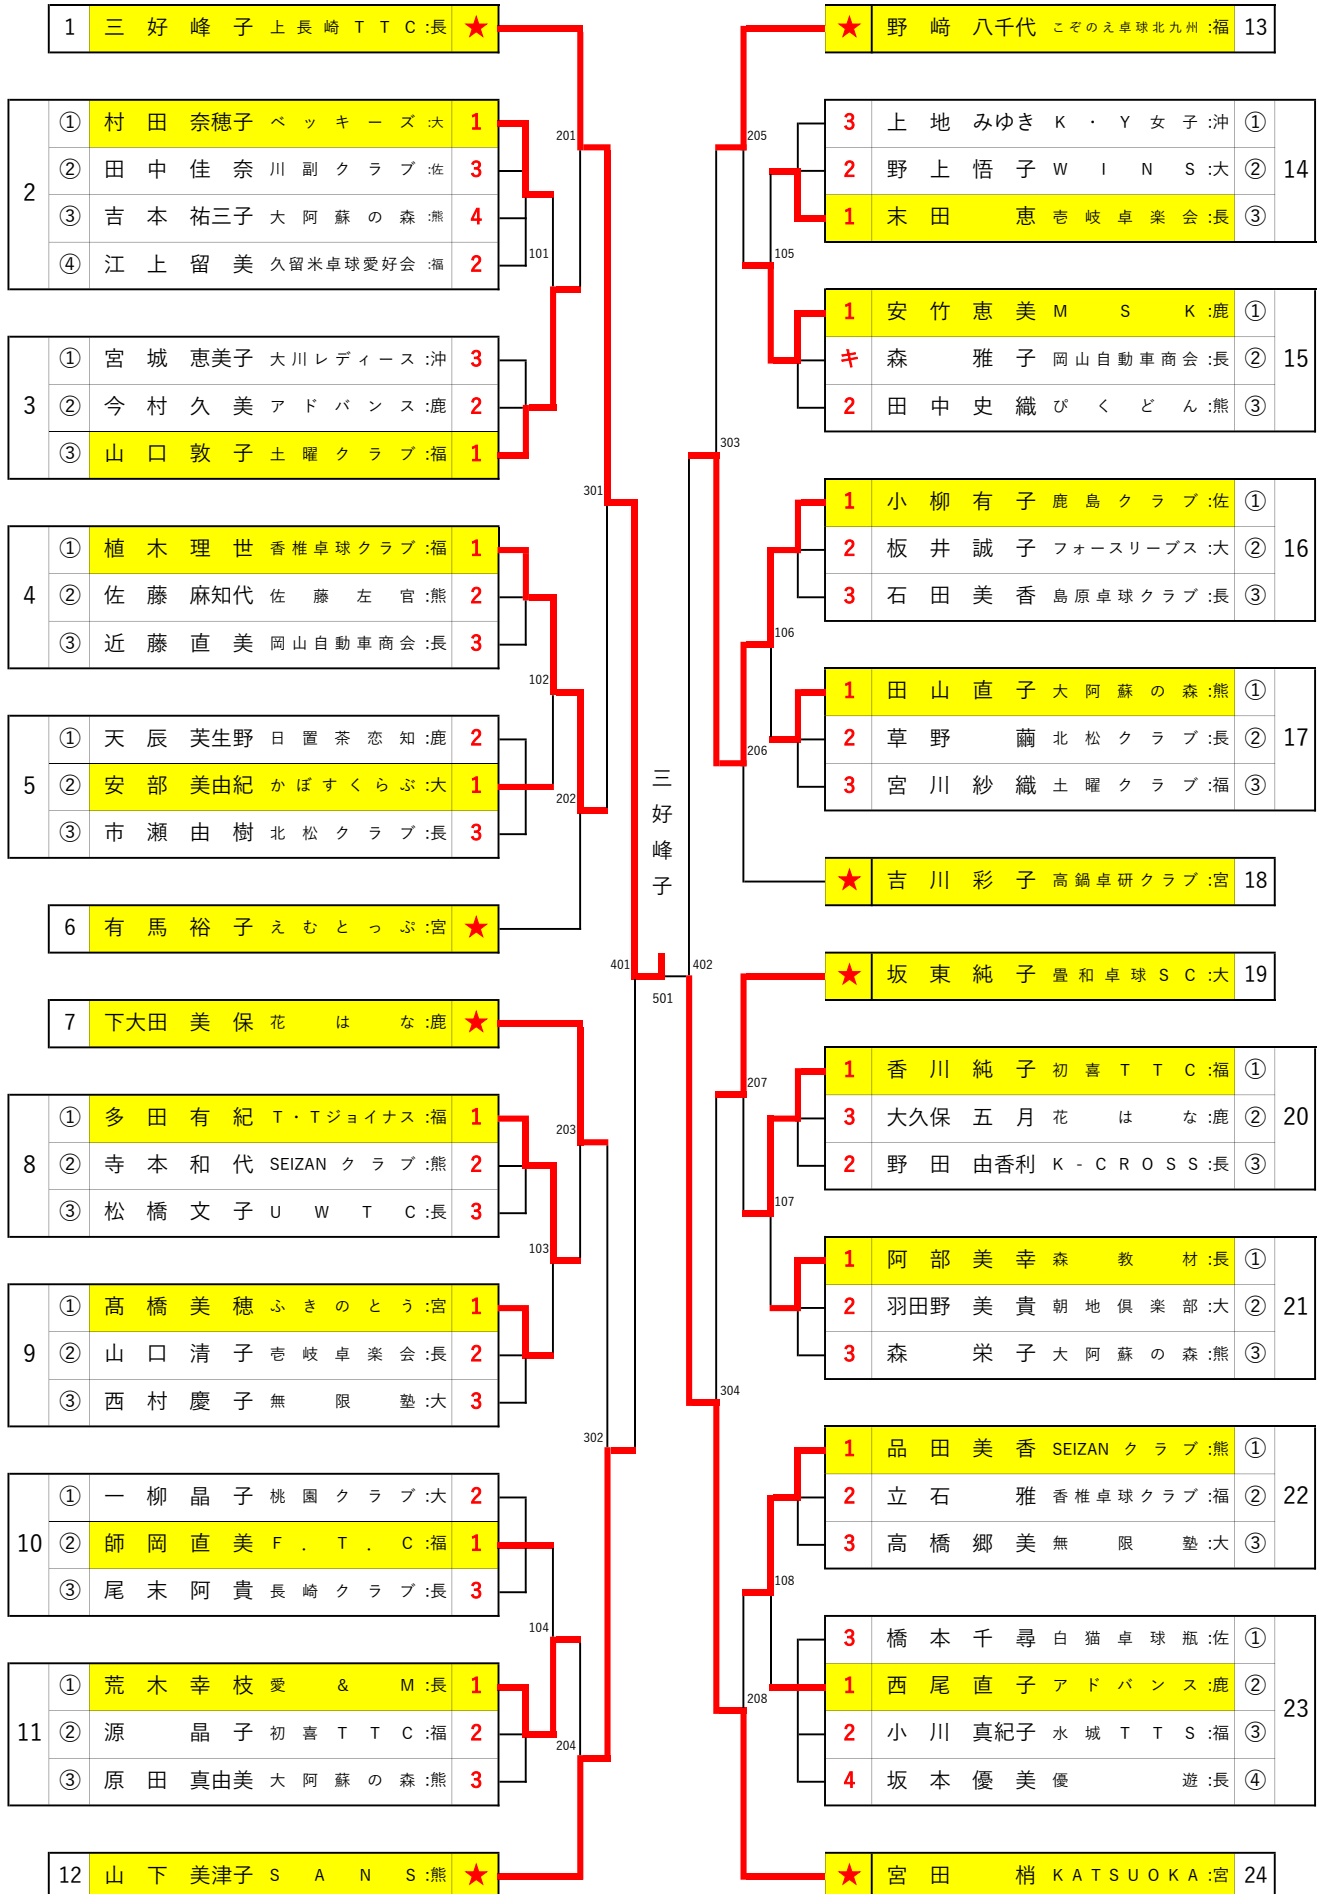 1 三好峰子 上長崎TTC:長 ★
2
① 村田奈穂子 ベッキーズ:大 1
② 田中佳奈 川副クラブ:佐 3
③ 吉本祐三子 大阿蘇の森:熊 4
④ 江上留美 久留米卓球愛好会:福 2
3
① 宮城恵美子 大川レディース:沖 3
② 今村久美 アドバンス:鹿 2
③ 山口敦子 土曜クラブ:福 1
4
① 植木理世 香椎卓球クラブ:福 1
② 佐藤麻知代 佐藤左官:熊 2
③ 近藤直美 岡山自動車商会:長 3
5
① 天辰芙生野 日置茶恋知:鹿 2
② 安部美由紀 かぼすくらぶ:大 1
③ 市瀬由樹 北松クラブ:長 3
6 有馬裕子 えむとっぷ:宮 ★
7 下大田美保 花はな:鹿 ★
8
① 多田有紀 T・Tジョイナス:福 1
② 寺本和代 SEIZANクラブ:熊 2
③ 松橋文子 UWTC:長 3
9
① 髙橋美穂 ふきのとう:宮 1
② 山口清子 壱岐卓楽会:長 2
③ 西村慶子 無限塾:大 3
10
① 一柳晶子 桃園クラブ:大 2
② 師岡直美 F.T.C:福 1
③ 尾末阿貴 長崎クラブ:長 3
11
① 荒木幸枝 愛&M:長 1
② 源晶子 初喜TTC:福 2
③ 原田真由美 大阿蘇の森:熊 3
12 山下美津子 SANS:熊 ★
201
101
301
102
202
203
103
302
104
204
401
三好峰子
501
402
205
105
303
106
206
207
107
304
108
208
★ 野﨑八千代 こぞのえ卓球北九州:福 13
3 上地みゆき K・Y女子:沖 ①
2 野上悟子 WINS:大 ②
1 末田恵 壱岐卓楽会:長 ③
14
1 安竹恵美 MSK:鹿 ①
キ 森雅子 岡山自動車商会:長 ②
2 田中史織 ぴくどん:熊 ③
15
1 小柳有子 鹿島クラブ:佐 ①
2 板井誠子 フォースリーブス:大 ②
3 石田美香 島原卓球クラブ:長 ③
16
1 田山直子 大阿蘇の森:熊 ①
2 草野繭 北松クラブ:長 ②
3 宮川紗織 土曜クラブ:福 ③
17
★ 吉川彩子 高鍋卓研クラブ:宮 18
★ 坂東純子 畳和卓球SC:大 19
1 香川純子 初喜TTC:福 ①
3 大久保五月 花はな:鹿 ②
2 野田由香利 K-CROSS:長 ③
20
1 阿部美幸 森教材:長 ①
2 羽田野美貴 朝地倶楽部:大 ②
3 森栄子 大阿蘇の森:熊 ③
21
1 品田美香 SEIZANクラブ:熊 ①
2 立石雅 香椎卓球クラブ:福 ②
3 高橋郷美 無限塾:大 ③
22
3 橋本千尋 白猫卓球瓶:佐 ①
1 西尾直子 アドバンス:鹿 ②
2 小川真紀子 水城TTS:福 ③
4 坂本優美 優遊:長 ④
23
★ 宮田梢 KATSUOKA:宮 24